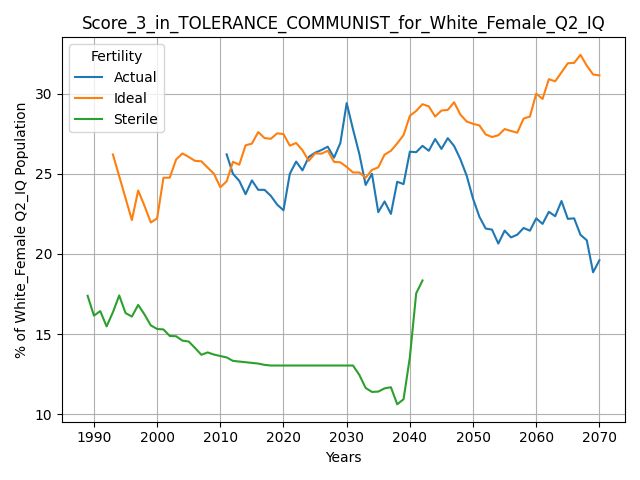 Score_3_in_TOLERANCE_COMMUNIST_for_White_Female_Q2_IQ
Fertility
Actual
Ideal
Sterile
% of White_Female Q2_IQ Population
30
25
20
15
10
1990 2000 2010 2020 2030 2040 2050 2060 2070
Years